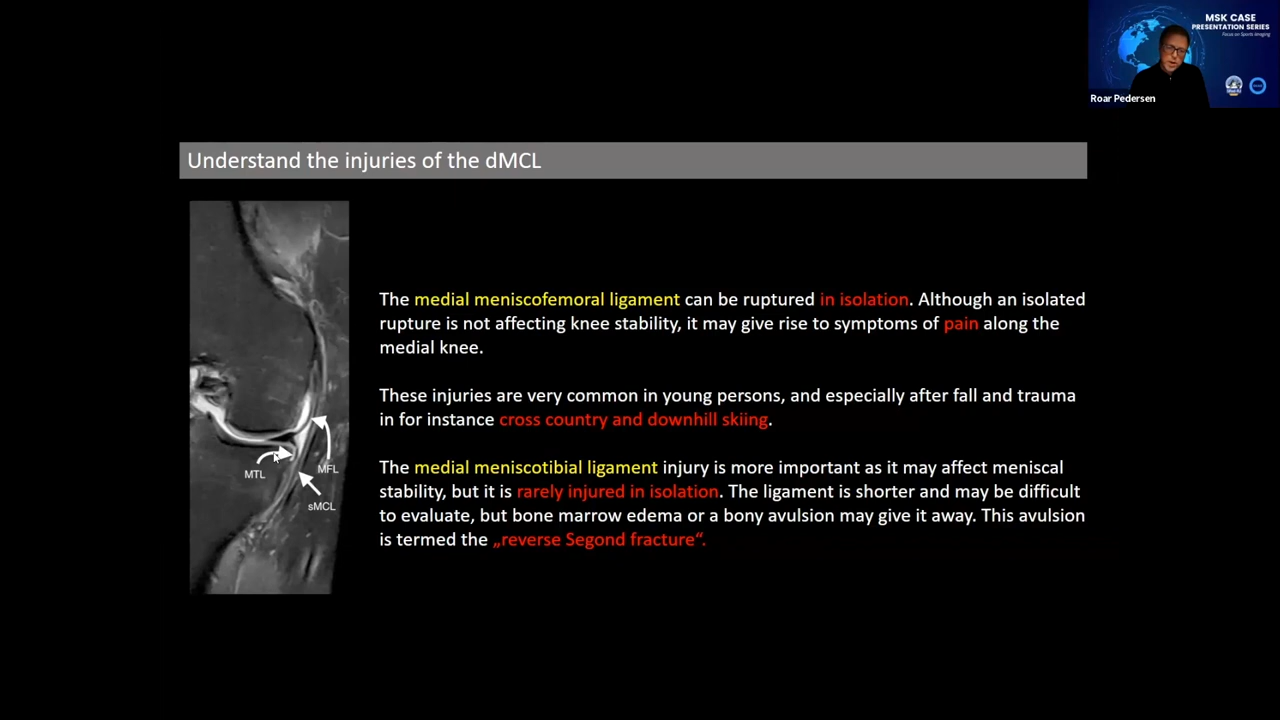 MSK CASE
PRESENTATION SERIES
Focus on Sports Imaging
Roar Pedersen
Understand the injuries of the dMCL
The medial meniscofemoral ligament can be ruptured in isolation. Although an isolated
rupture is not affecting knee stability, it may give rise to symptoms of pain along the
medial knee.
These injuries are very common in young persons, and especially after fall and trauma
in for instance cross country and downhill skiing.
The medial meniscotibial ligament injury is more important as it may affect meniscal
stability, but it is rarely injured in isolation. The ligament is shorter and may be difficult
to evaluate, but bone marrow edema or a bony avulsion may give it away. This avulsion
is termed the „reverse Segond fracture“.
MTL
MFL
sMCL